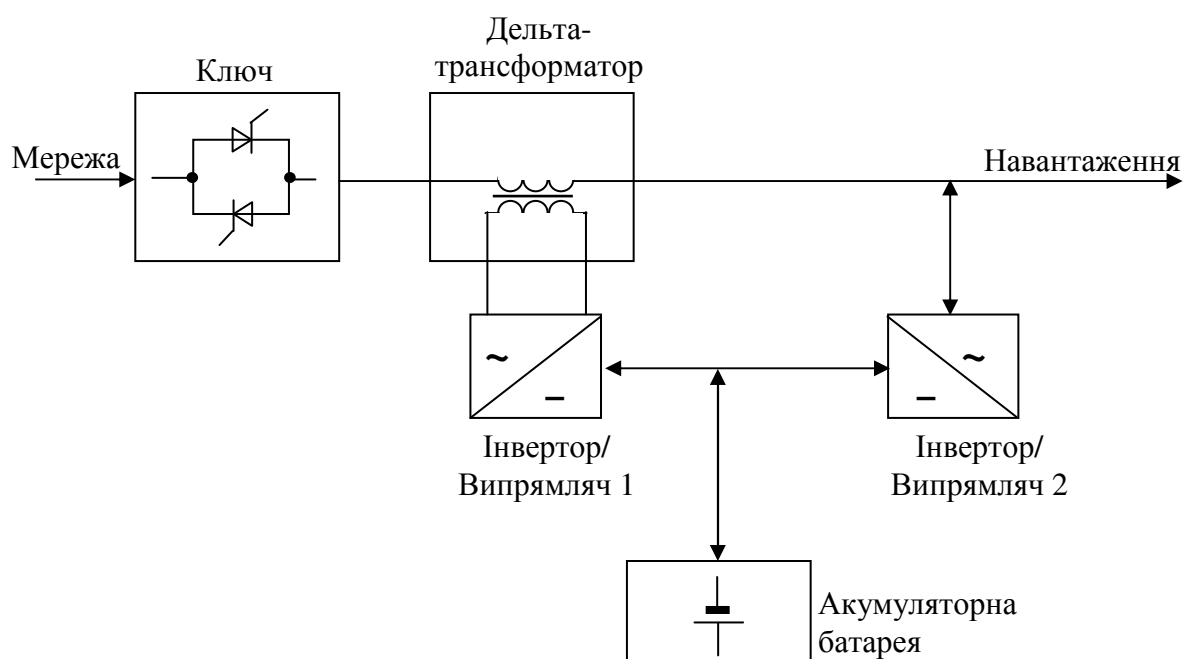 Дельта-
трансформатор
Ключ
Мережа
Навантаження
~
–
~
–
Інвертор/
Випрямляч 1
Інвертор/
Випрямляч 2
Акумуляторна
батарея